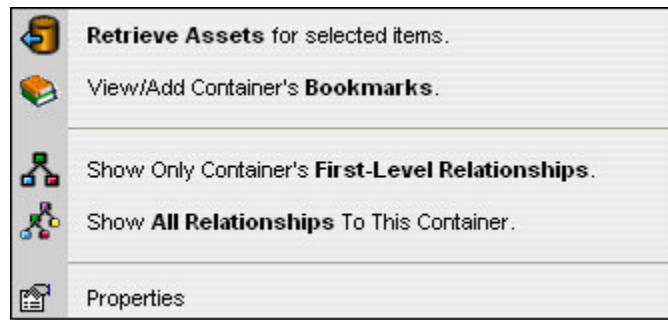 Retrieve Assets for selected items.
View/Add Container's Bookmarks.
Show Only Container's First-Level Relationships.
Show All Relationships To This Container.
Properties